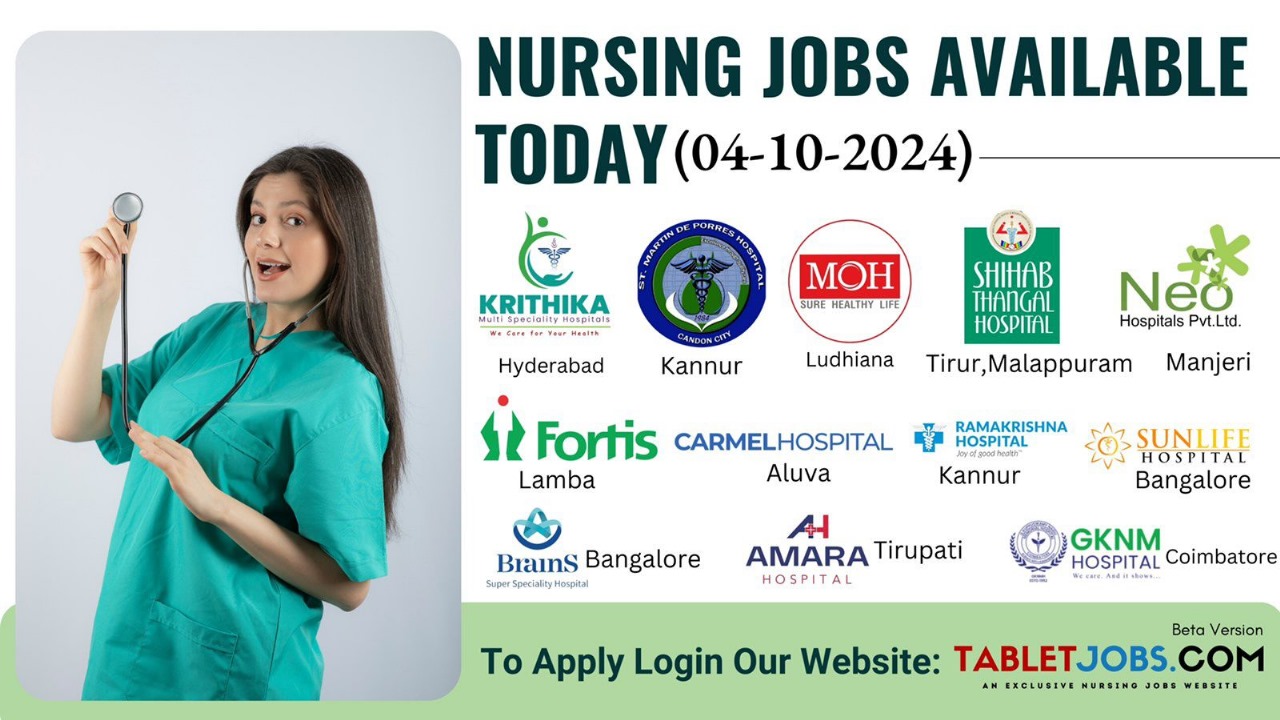 NURSING JOBS AVAILABLE
TODAY (04-10-2024)
KRITHIKA
Multi Speciality Hospitals
We Care for Your Health
Hyderabad
ST. MARTIN DE PORRES HOSPITAL
1984
CANDON CITY
Kannur
MOH
SURE HEALTHY LIFE
Ludhiana
SHIHAB
THANGAL
HOSPITAL
Tirur,Malappuram
Neo
Hospitals Pvt.Ltd.
Manjeri
Fortis
Lamba
CARMELHOSPITAL
Aluva
RAMAKRISHNA
HOSPITAL
Joy of good health
Kannur
SUNLIFE
HOSPITAL
Bangalore
BrainS
Super Speciality Hospital
Bangalore
AH
AMARA
HOSPITAL
Tirupati
GKNM
HOSPITAL
We care. And it shows...
Coimbatore
Beta Version
To Apply Login Our Website: TABLETJOBS.COM
AN EXCLUSIVE NURSING JOBS WEBSITE